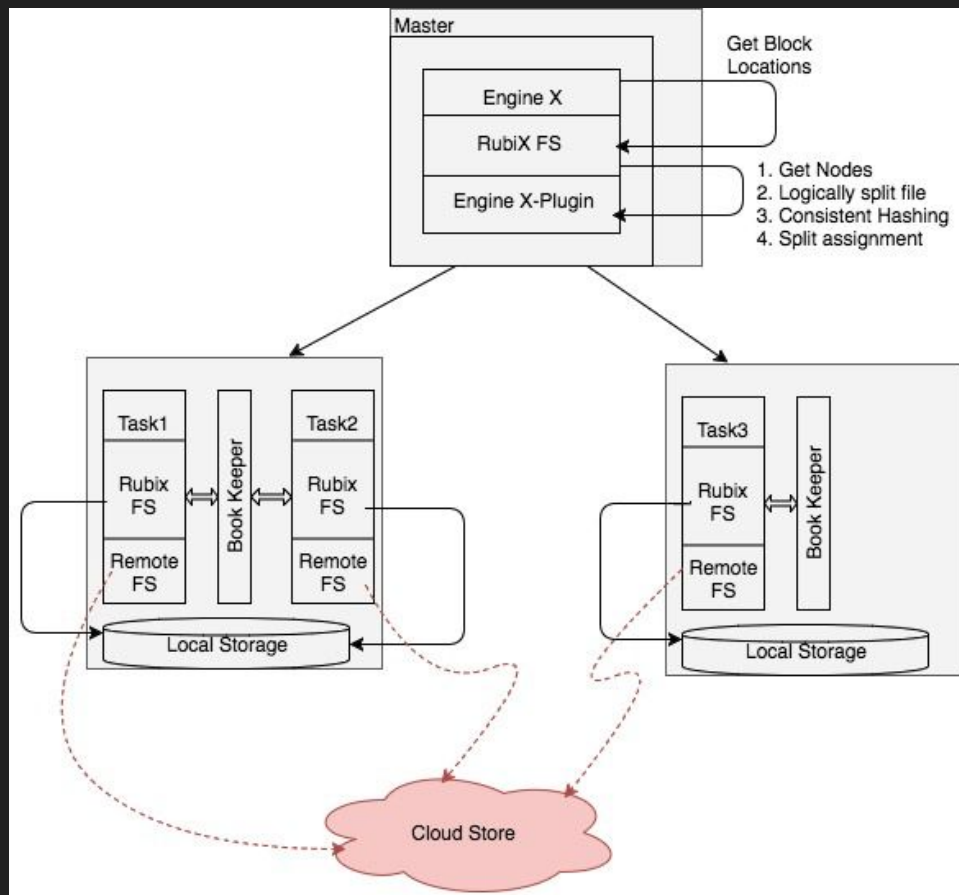 Master
Get Block
Locations
Engine X
RubiX FS
Engine X-Plugin
1. Get Nodes
2. Logically split file
3. Consistent Hashing
4. Split assignment
Task1
Rubix
FS
Remote
FS
Book Keeper
Task2
Rubix
FS
Remote
FS
Local Storage
Task3
Rubix
FS
Remote
FS
Book Keeper
Local Storage
Cloud Store